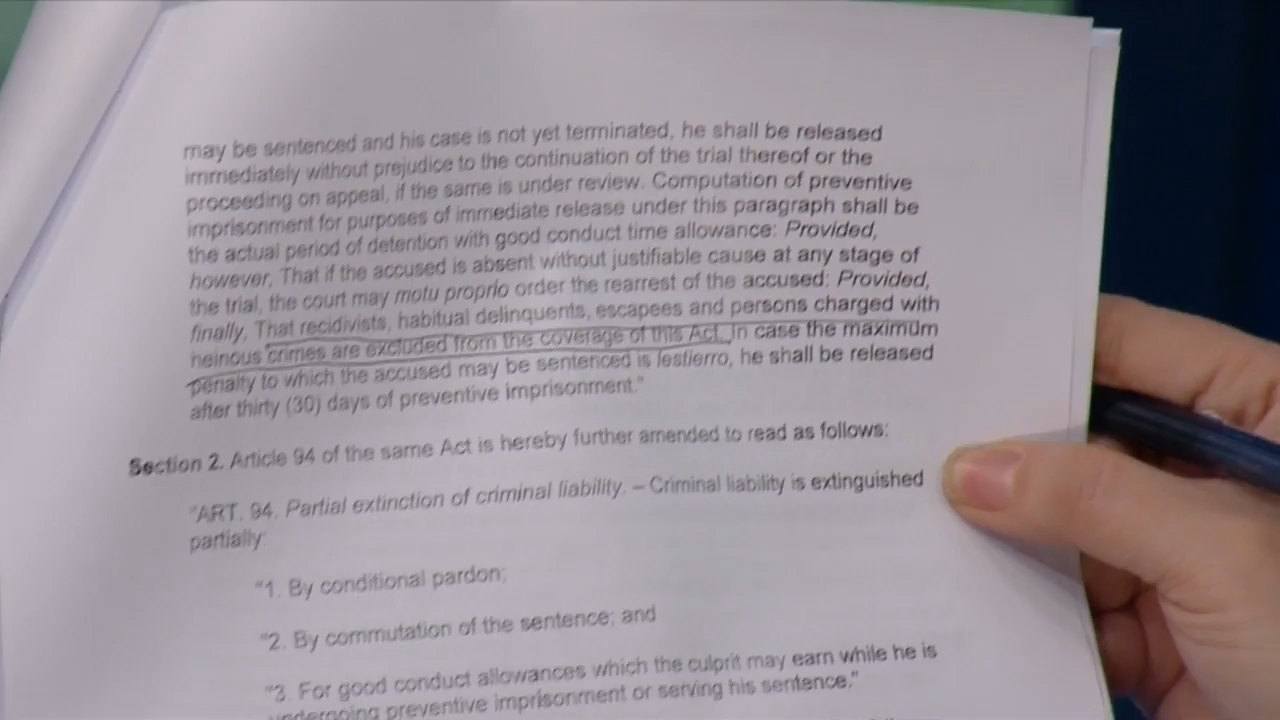 may be sentenced and his case is not yet terminated, he shall be released
immediately without prejudice to the continuation of the trial thereof or the
proceeding on appeal, if the same is under review. Computation of preventive
imprisonment for purposes of immediate release under this paragraph shall be
the actual period of detention with good conduct time allowance: Provided,
however, That if the accused is absent without justifiable cause at any stage of
the trial, the court may motu proprio order the rearrest of the accused: Provided,
finally, That recidivists, habitual delinquents, escapees and persons charged with
heinous crimes are excluded from the coverage of this Act. In case the maximum
penalty to which the accused may be sentenced is lestierro, he shall be released
after thirty (30) days of preventive imprisonment."
Section 2. Article 94 of the same Act is hereby further amended to read as follows:
"ART. 94. Partial extinction of criminal liability. – Criminal liability is extinguished
partially:
"1. By conditional pardon;
"2. By commutation of the sentence; and
"3. For good conduct allowances which the culprit may earn while he is
undergoing preventive imprisonment or serving his sentence."